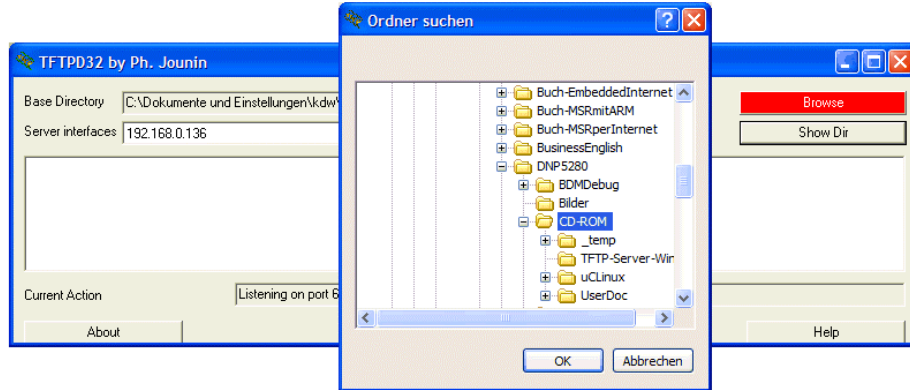 Ordner suchen
TFTPD32 by Ph. Jounin
Base Directory C:\Dokumente und Einstellungen\kdw\
Browse
Server interfaces 192.168.0.136
Show Dir
Buch-EmbeddedInternet
Buch-MSRmitARM
Buch-MSRperInternet
BusinessEnglish
DNP5280
BDMDebug
Bilder
CD-ROM
_temp
TFTP-Server-Win
uCLinux
UserDoc
Current Action Listening on port 6
About
Help
OK Abbrechen